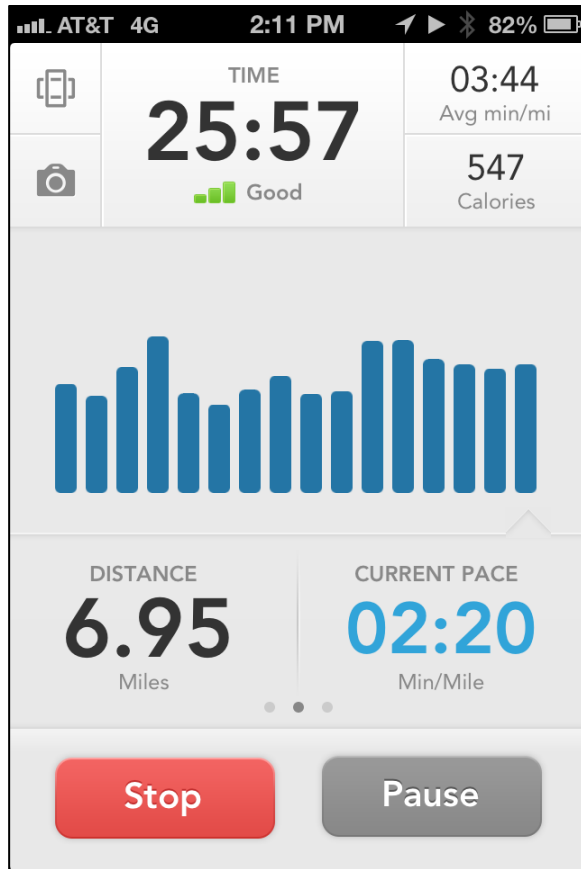 AT&T 4G 2:11 PM 82%
TIME
25:57
Good
03:44
Avg min/mi
547
Calories
DISTANCE
6.95
Miles
CURRENT PACE
02:20
Min/Mile
Stop
Pause